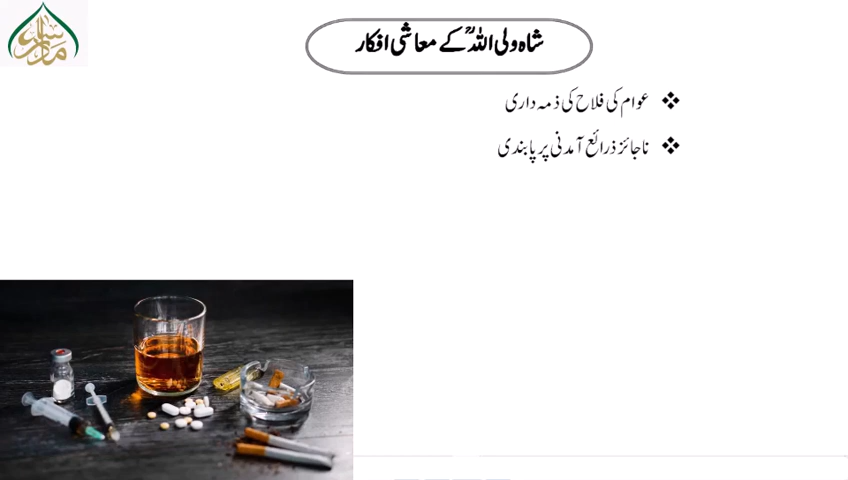 شاہ ولی اللہؒ کے معاشی افکار
عوام کی فلاح کی ذمہ داری
ناجائز ذرائع آمدنی پر پابندی